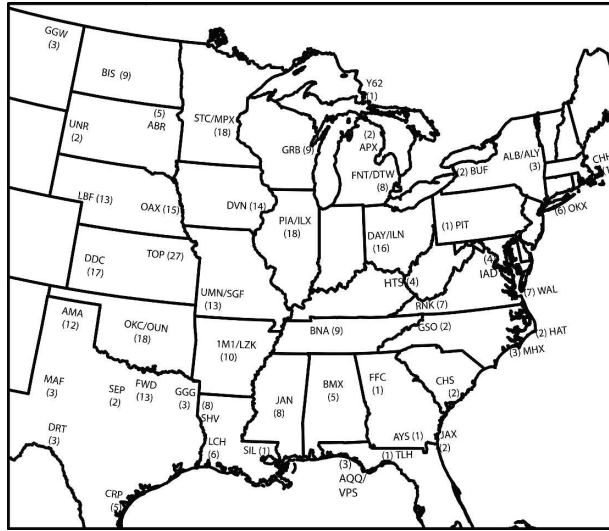 GGW
(3)
BIS (9)
Y62
(1)
(5)
ABR
STC/MPX
(18)
UNR
(2)
GRB (9)
(2)
APX
ALB/ALY
(3)
CHH
(1
(2) BUF
FNT/DTW
(8)
LBF (13)
OAX (15)
DVN (14)
PIA/ILX
(18)
(6) OKX
(1) PIT
DAY/ILN
(16)
TOP (27)
DDC
(17)
(4)
IAD
HTS (4)
UMN/SGF
(13)
(7) WAL
RNK (7)
AMA
(12)
OKC/OUN
(18)
BNA (9)
GSO (2)
(2) HAT
1M1/LZK
(10)
(3) MHX
MAF
(3)
SEP
(2)
FWD
(13)
GGG
(3)
(8)
SHV
JAN
(8)
BMX
(5)
FFC
(1)
CHS
(2)
DRT
(3)
LCH
(6)
SIL (1)
AYS (1)
JAX
(2)
(1) TLH
(3)
AQQ/
VPS
CRP
(5)